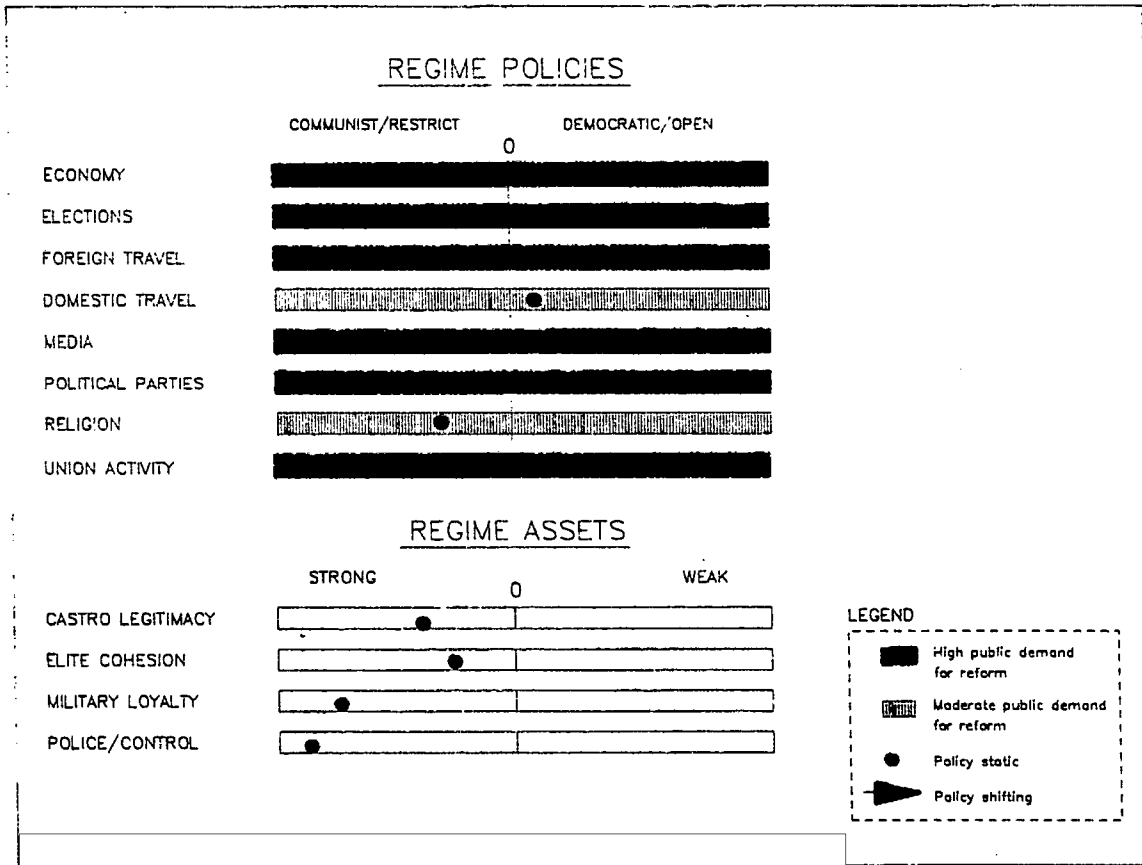 REGIME POLICIES
COMMUNIST/RESTRICT DEMOCRATIC/OPEN
0
ECONOMY
ELECTIONS
FOREIGN TRAVEL
DOMESTIC TRAVEL
MEDIA
POLITICAL PARTIES
RELIGION
UNION ACTIVITY
REGIME ASSETS
STRONG WEAK
0
CASTRO LEGITIMACY
ELITE COHESION
MILITARY LOYALTY
POLICE/CONTROL
LEGEND
High public demand
for reform
Moderate public demand
for reform
Policy static
Policy shifting